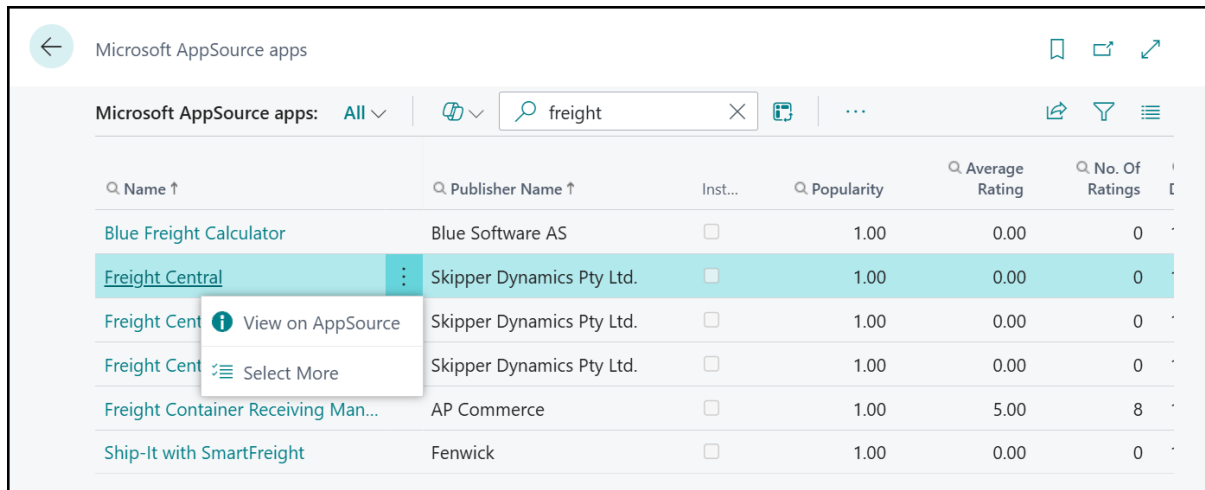 Microsoft AppSource apps
Microsoft AppSource apps: All freight
Name ↑ Publisher Name ↑ Inst... Popularity Average Rating No. Of Ratings
Blue Freight Calculator Blue Software AS 1.00 0.00 0
Freight Central Skipper Dynamics Pty Ltd. 1.00 0.00 0
Freight Cent Skipper Dynamics Pty Ltd. 1.00 0.00 0
View on AppSource
Freight Cent Skipper Dynamics Pty Ltd. 1.00 0.00 0
Select More
Freight Container Receiving Man... AP Commerce 1.00 5.00 8
Ship-It with SmartFreight Fenwick 1.00 0.00 0